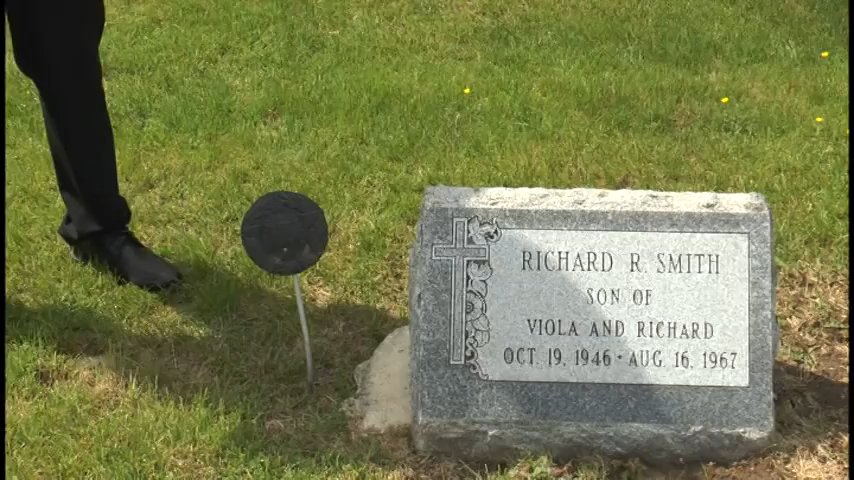 RICHARD R. SMITH
SON OF
VIOLA AND RICHARD
OCT. 19, 1946 • AUG. 16, 1967